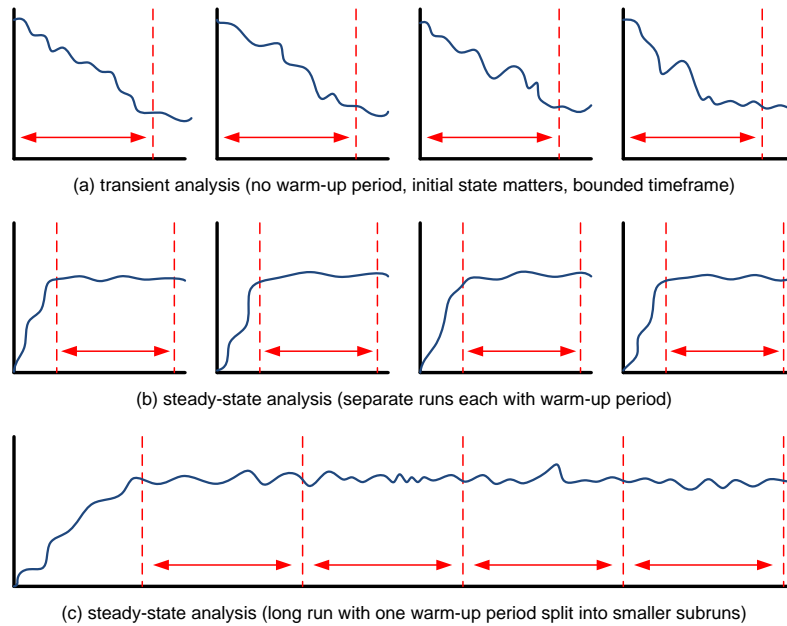 (a) transient analysis (no warm-up period, initial state matters, bounded timeframe)
(b) steady-state analysis (separate runs each with warm-up period)
(c) steady-state analysis (long run with one warm-up period split into smaller subruns)